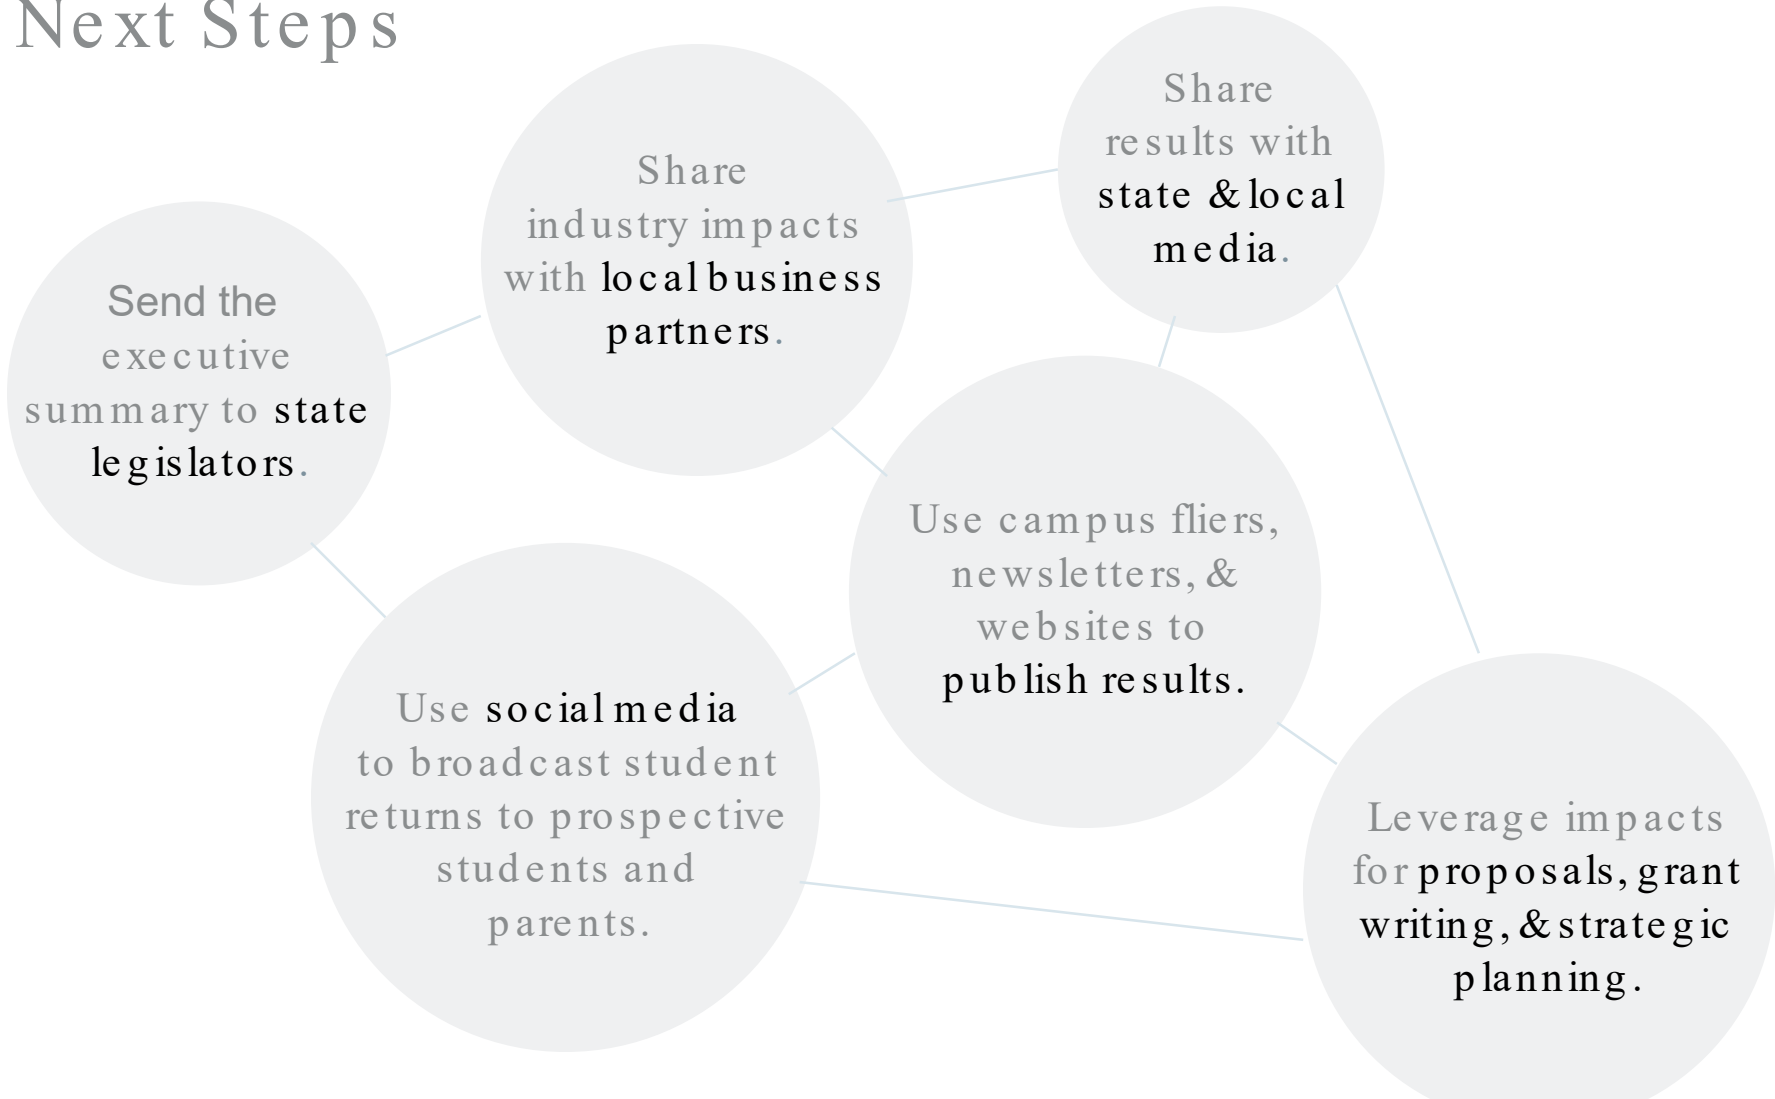 Next Steps
Send the
executive
summary to state
legislators.
Share
industry impacts
with local business
partners.
Share
results with
state & local
media.
Use social media
to broadcast student
returns to prospective
students and
parents.
Use campus fliers,
newsletters, &
websites to
publish results.
Leverage impacts
for proposals, grant
writing, & strategic
planning.